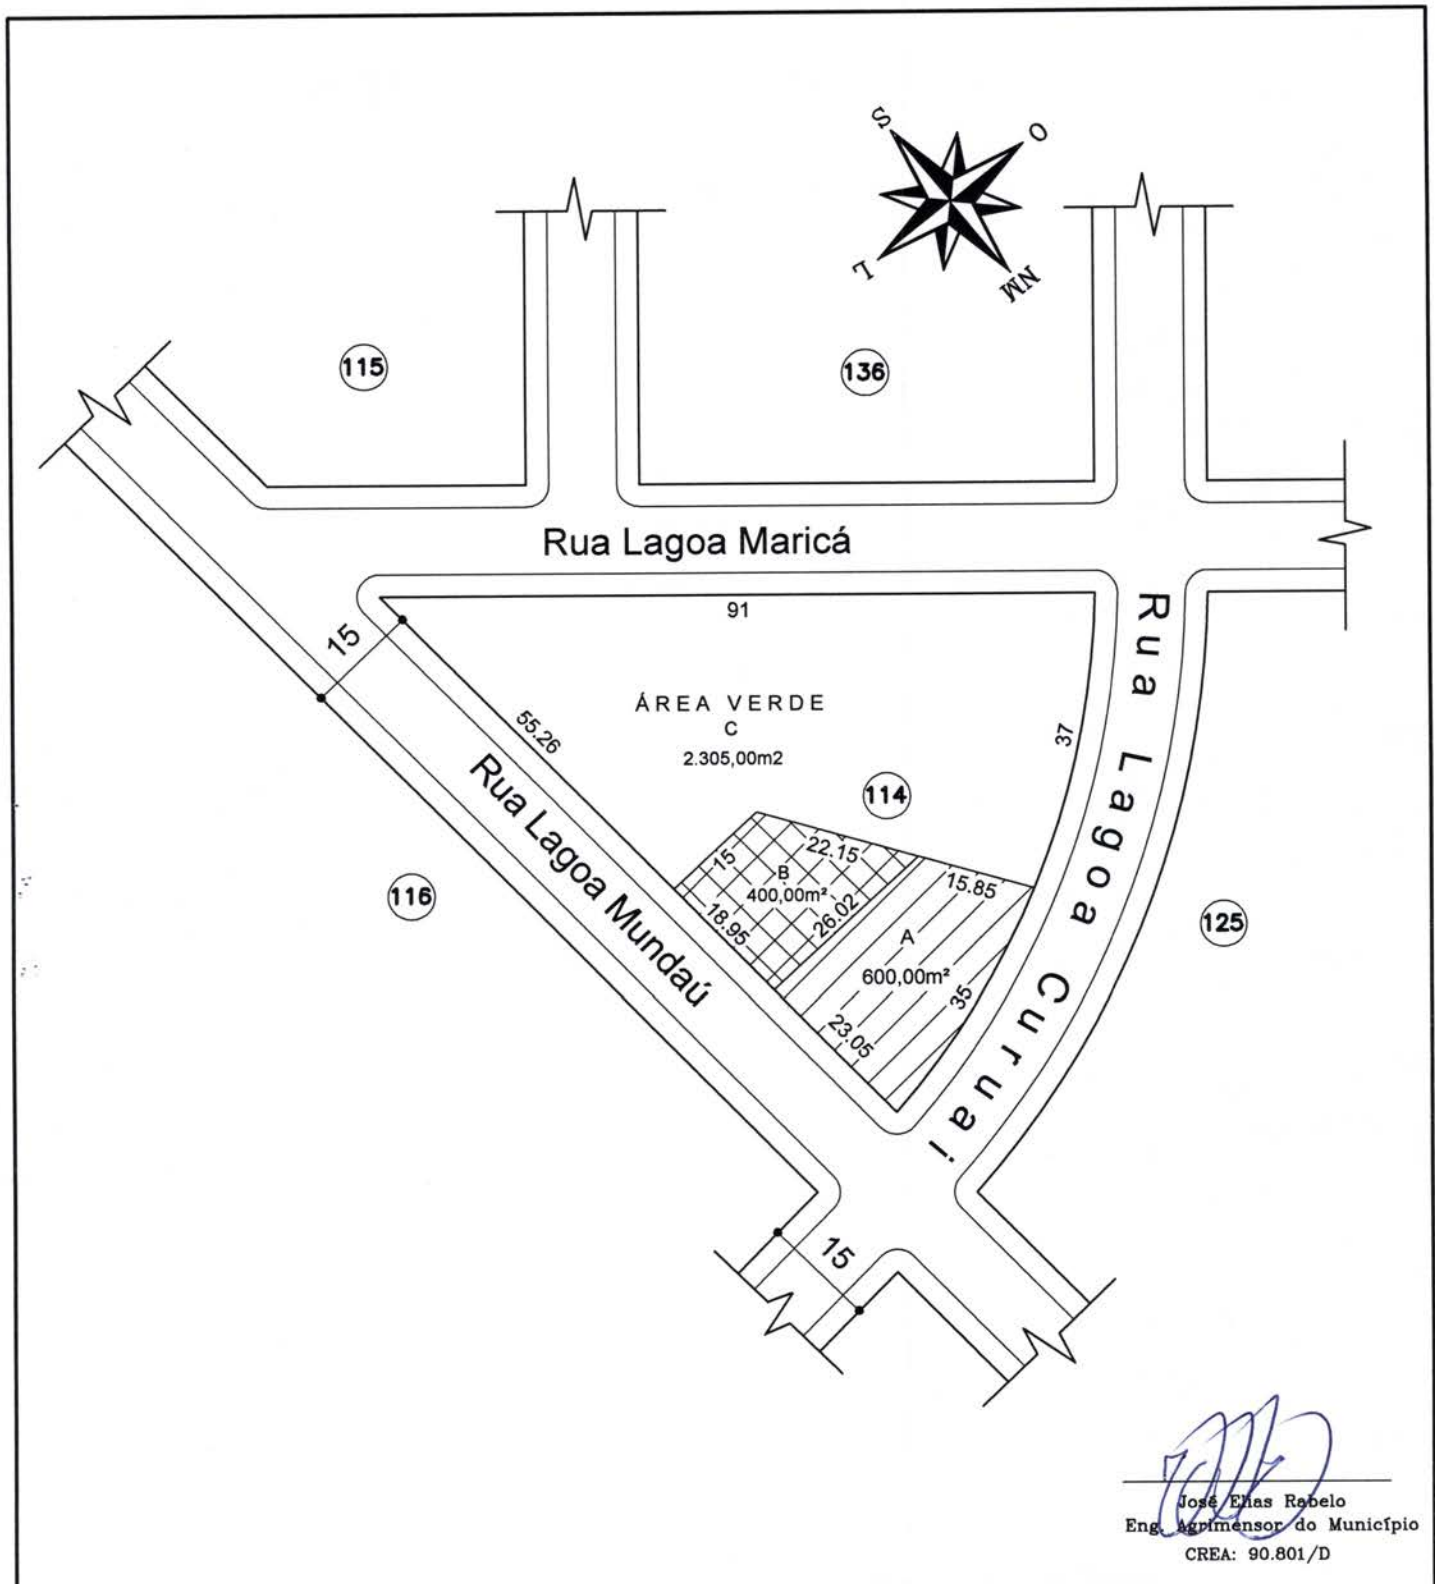 S
O
L
NM
115
136
Rua Lagoa Maricá
91
15
ÁREA VERDE
C
2.305,00m2
55.26
37
114
Rua Lagoa Mundaú
Rua Lagoa Curuai
116
125
22.15
15
B
400,00m²
18.95
26.02
15.85
A
600,00m²
35
23.05
15
José Elias Rabelo
Eng. Agrimensor do Município
CREA: 90.801/D